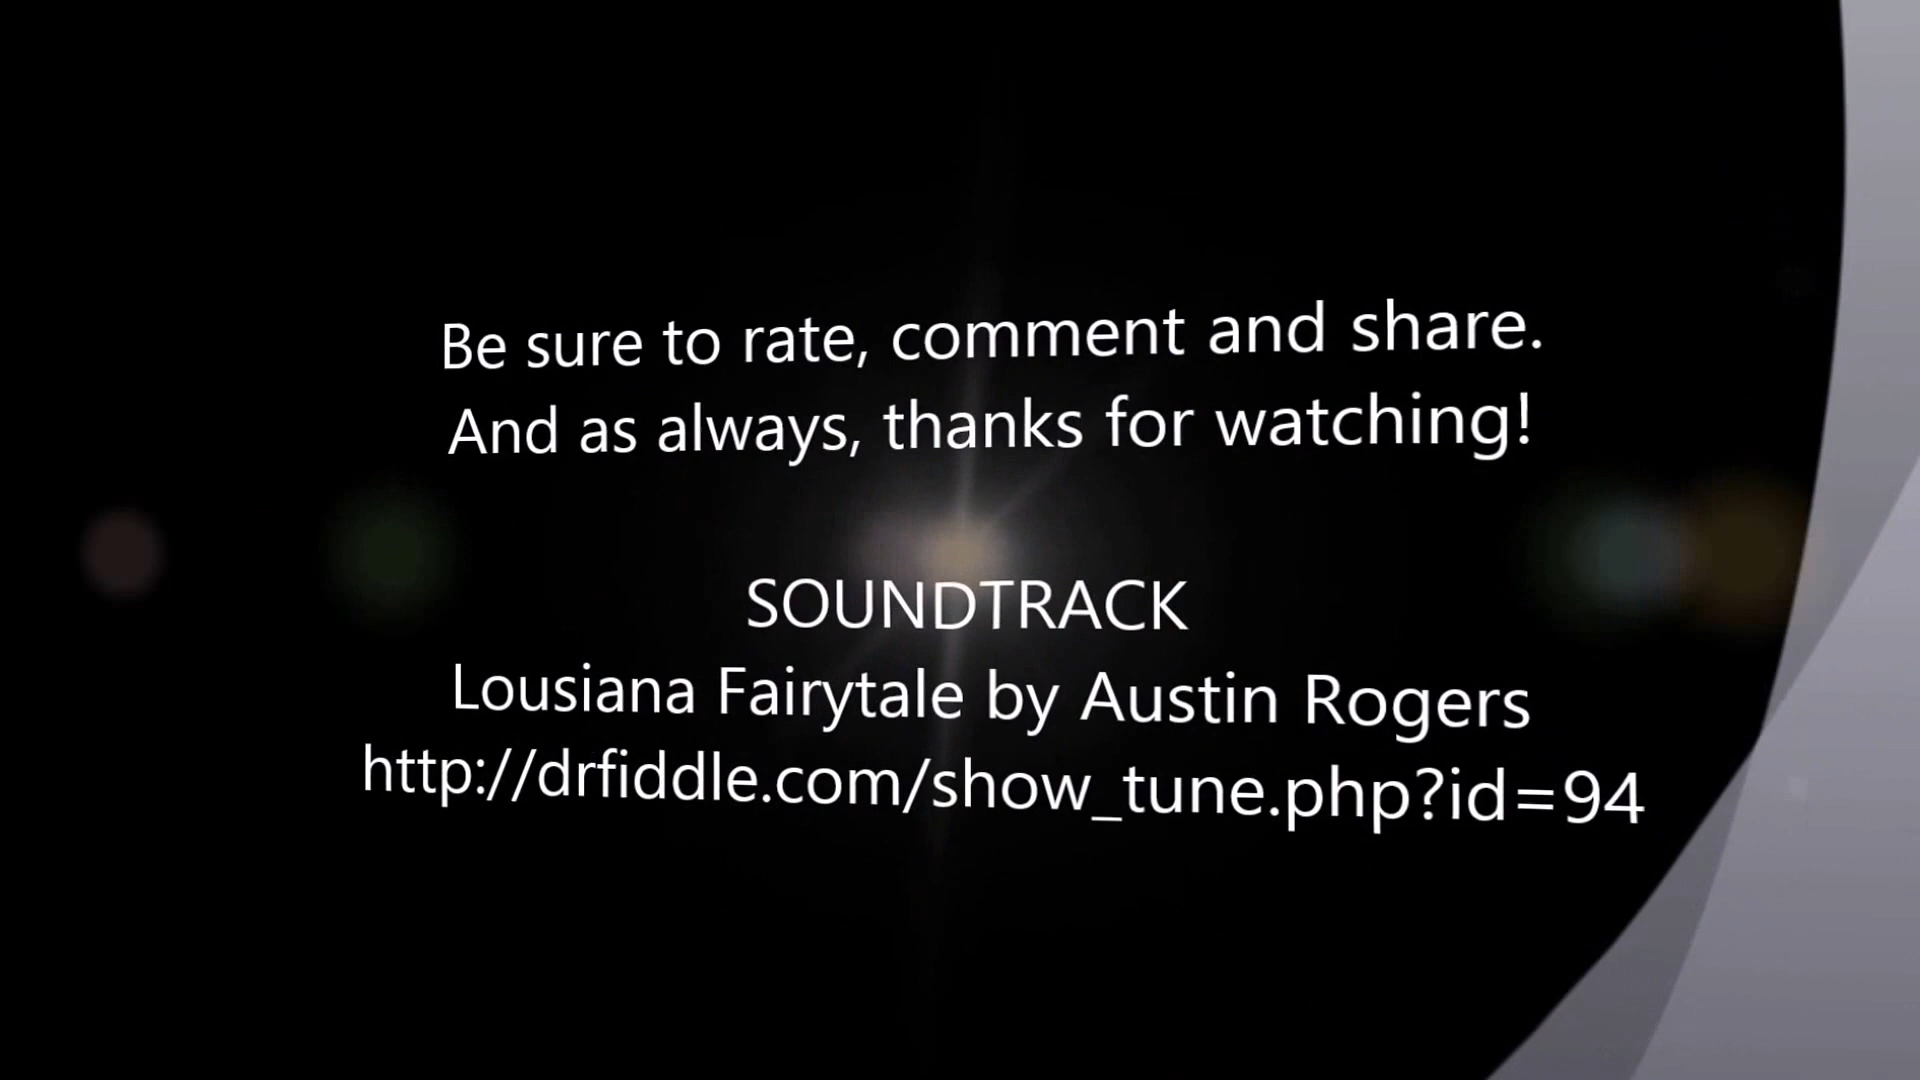 Be sure to rate, comment and share.
And as always, thanks for watching!
SOUNDTRACK
Lousiana Fairytale by Austin Rogers
http://drfiddle.com/show_tune.php?id=94